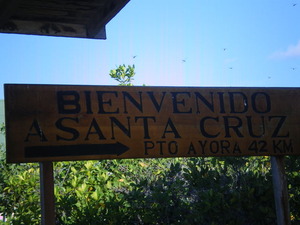 BIENVENIDO
A SANTA CRUZ
PTO AYORA 42 KM